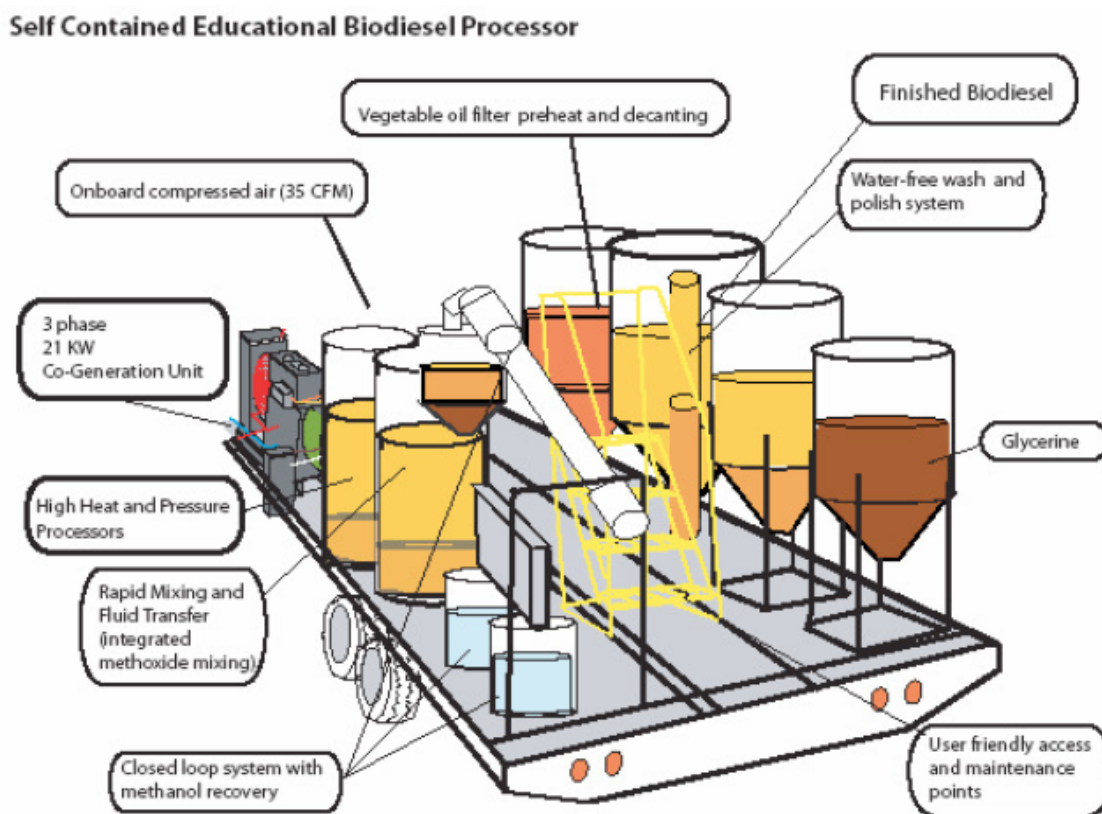 Self Contained Educational Biodiesel Processor
Finished Biodiesel
Vegetable oil filter preheat and decanting
Onboard compressed air (35 CFM)
Water-free wash and
polish system
3 phase
21 KW
Co-Generation Unit
Glycerine
High Heat and Pressure
Processors
Rapid Mixing and
Fluid Transfer
(integrated
methoxide mixing)
User friendly access
and maintenance
points
Closed loop system with
methanol recovery